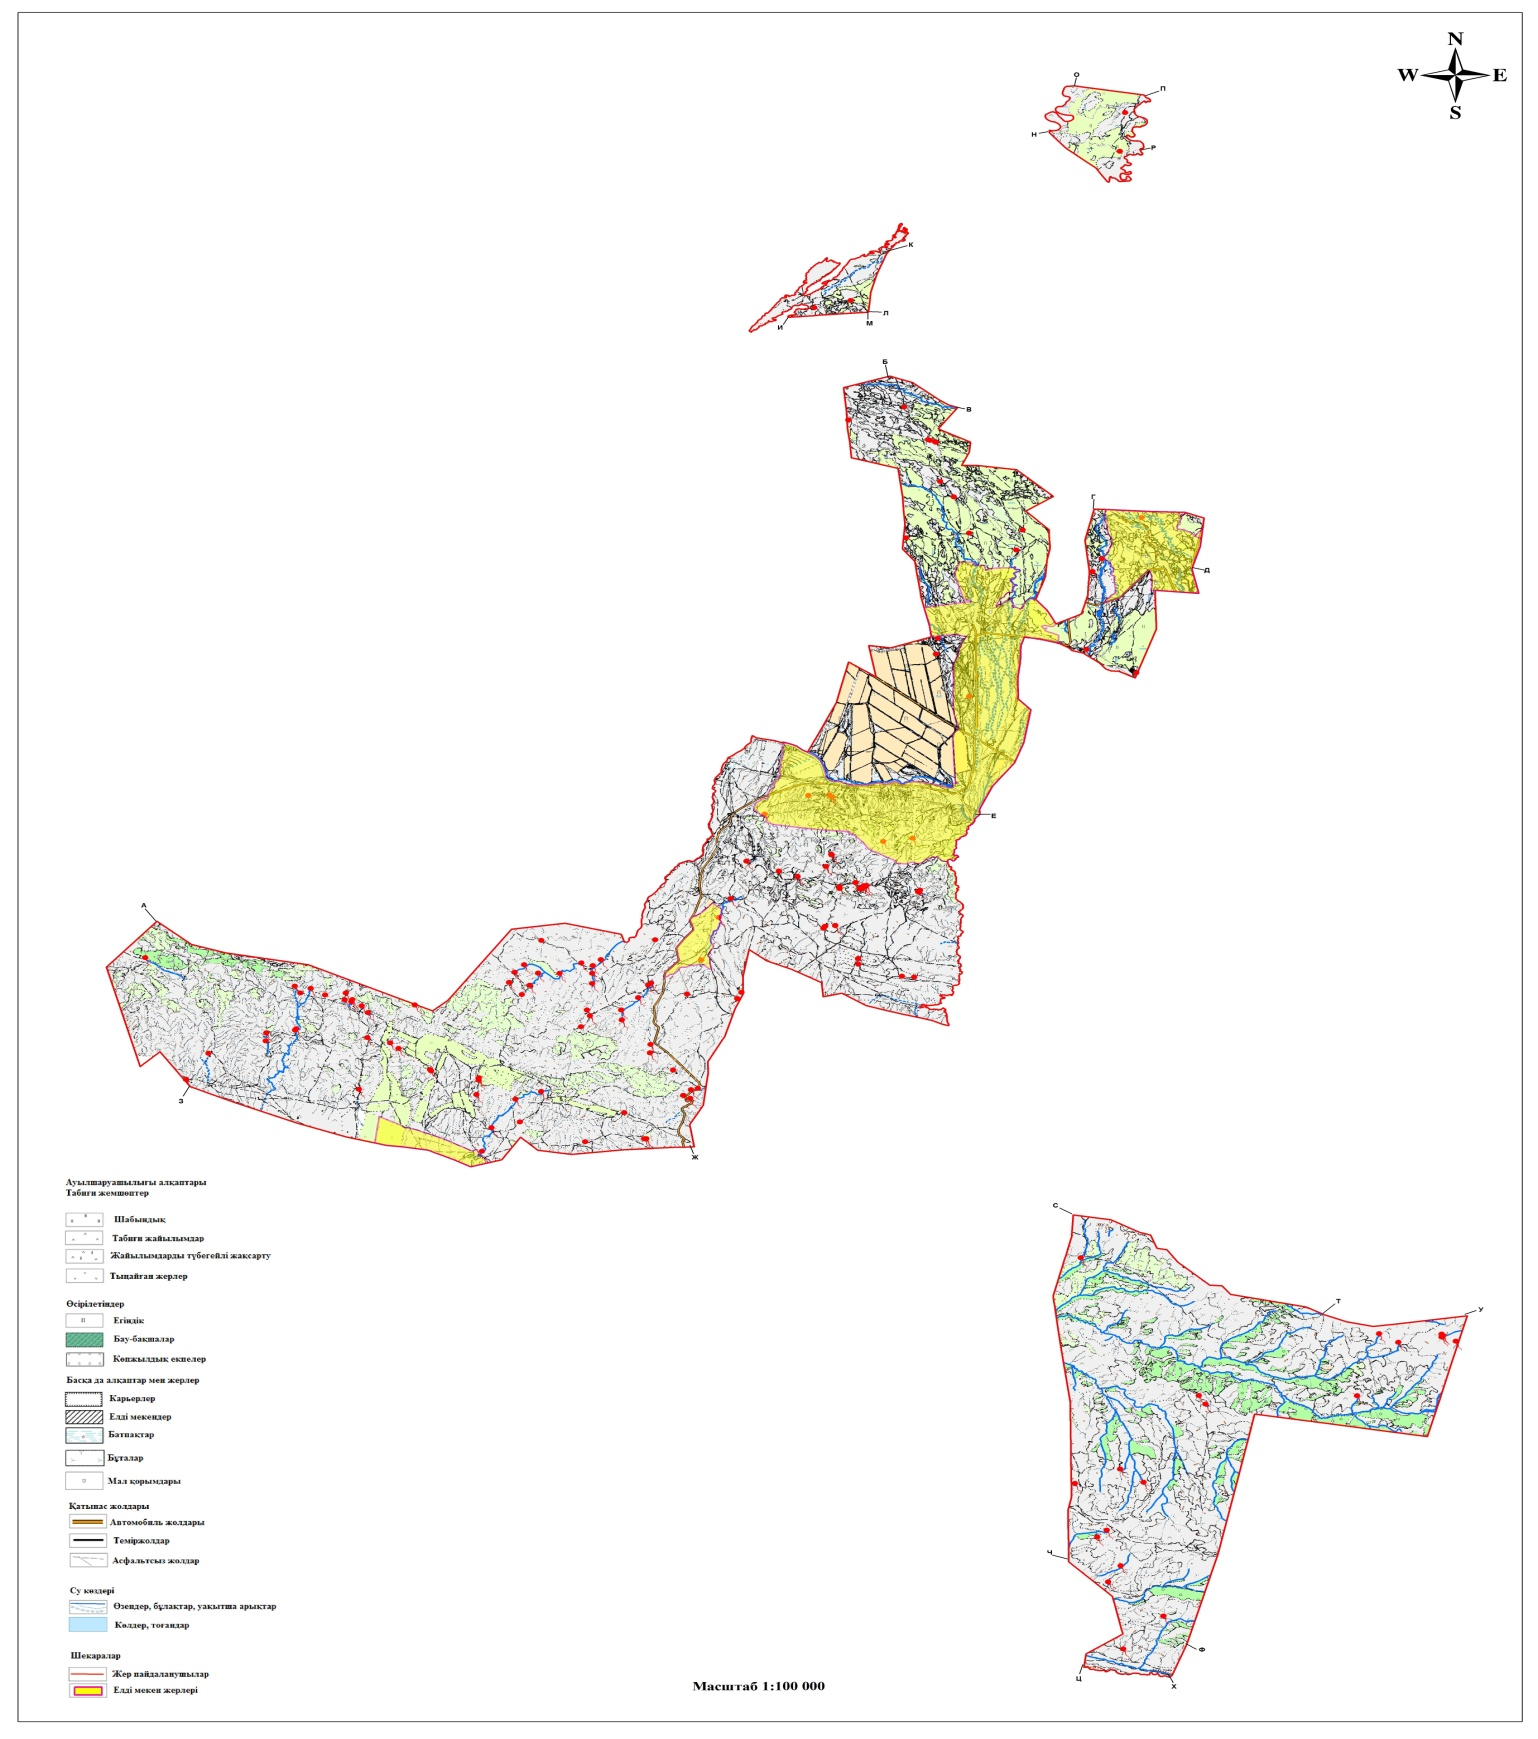 N
W E
S
О
П
Н
Р
К
Л
И
М
Б
В
Г
Д
Е
А
З
Ж
Ауылшаруашылығы алқаптары
Табиғи жемшөптер
Шабындық
Табиғи жайылымдар
Жайылымдарды түбегейлі жақсарту
Тыңайған жерлер
Өсірілетіндер
Егіндік
Бау-бақшалар
Көпжылдық екпелер
Басқа да алқаптар мен жерлер
Карьерлер
Елді мекендер
Батпақтар
Бұталар
Мал қорымдары
Қатынас жолдары
Автомобиль жолдары
Теміржолдар
Асфальтсыз жолдар
Су көздері
Өзендер, бұлақтар, уақытша арықтар
Көлдер, тоғандар
Шекаралар
Жер пайдаланушылар
Елді мекен жерлері
С
Т
У
Ч
Ф
Ц
Х
Масштаб 1:100 000